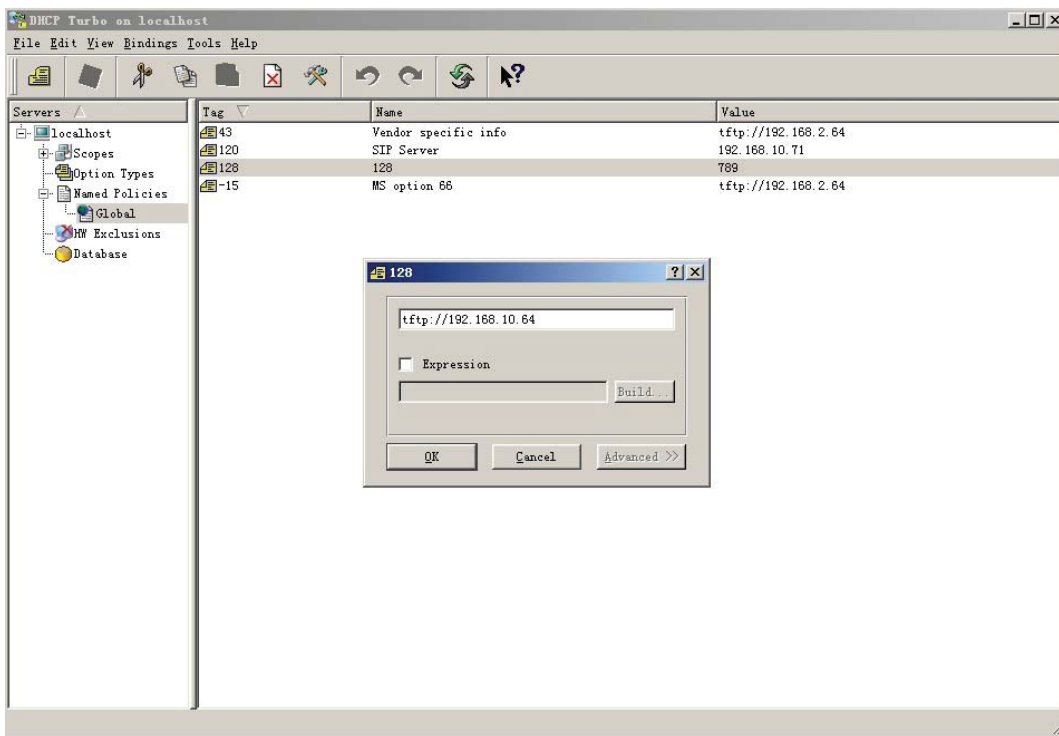 DHCP Turbo on localhost
File Edit View Bindings Tools Help
Servers Tag Name Value
localhost 43 Vendor specific info tftp://192.168.2.64
Scopes 120 SIP Server 192.168.10.71
Option Types 128 128 789
Named Policies -15 MS option 66 tftp://192.168.2.64
Global
HW Exclusions
Database
128
tftp://192.168.10.64
Expression
Build...
OK Cancel Advanced >>